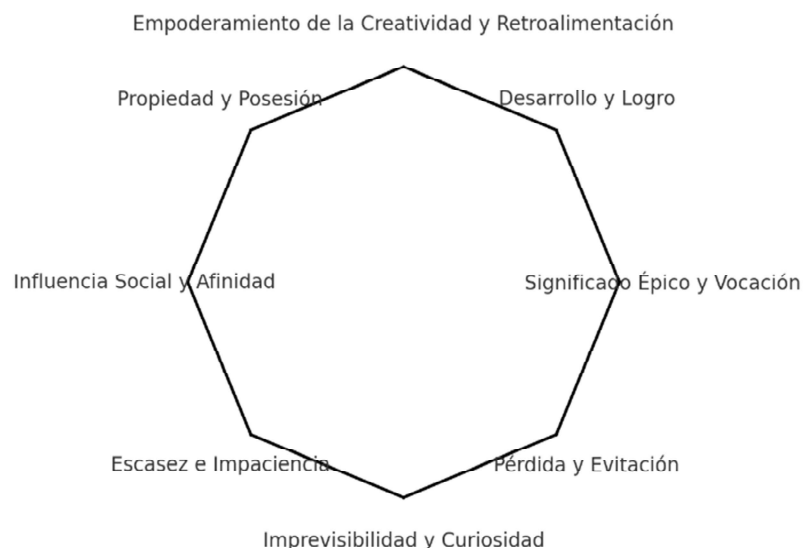 Empoderamiento de la Creatividad y Retroalimentación
Propiedad y Posesión
Desarrollo y Logro
Influencia Social y Afinidad
Significado Épico y Vocación
Escasez e Impaciencia
Pérdida y Evitación
Imprevisibilidad y Curiosidad